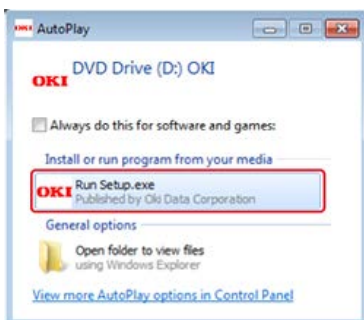 OKI AutoPlay
DVD Drive (D:) OKI
OKI
Always do this for software and games:
Install or run program from your media
OKI Run Setup.exe
Published by Oki Data Corporation
General options
Open folder to view files
using Windows Explorer
View more AutoPlay options in Control Panel